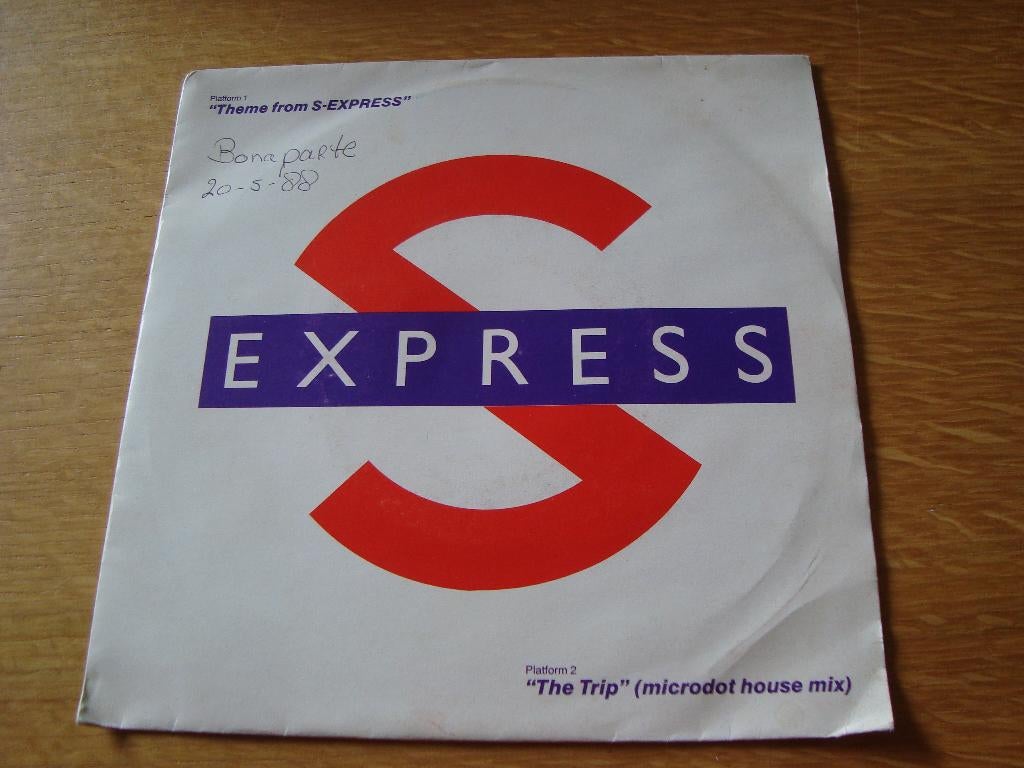 Platform 1
"Theme from S-EXPRESS"
Bonaparte
20-5-88
S
EXPRESS
Platform 2
"The Trip" (microdot house mix)